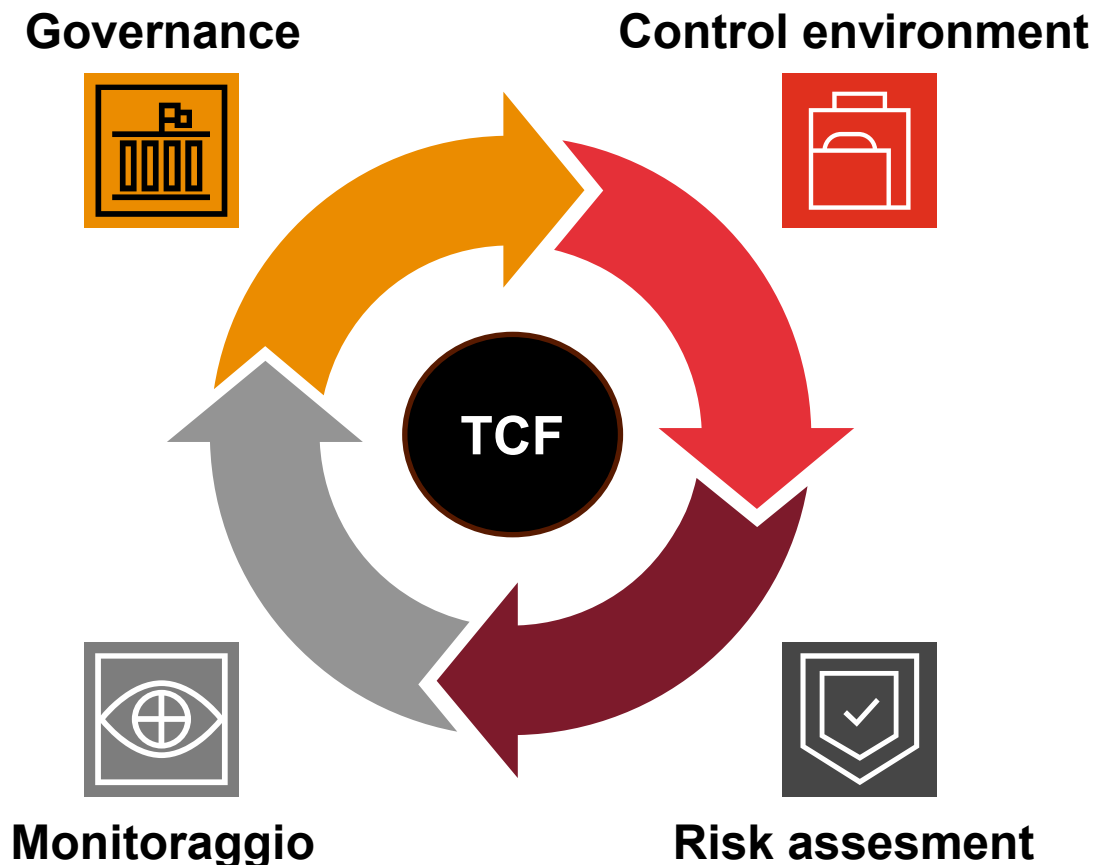 Governance
Control environment
TCF
Monitoraggio
Risk assesment